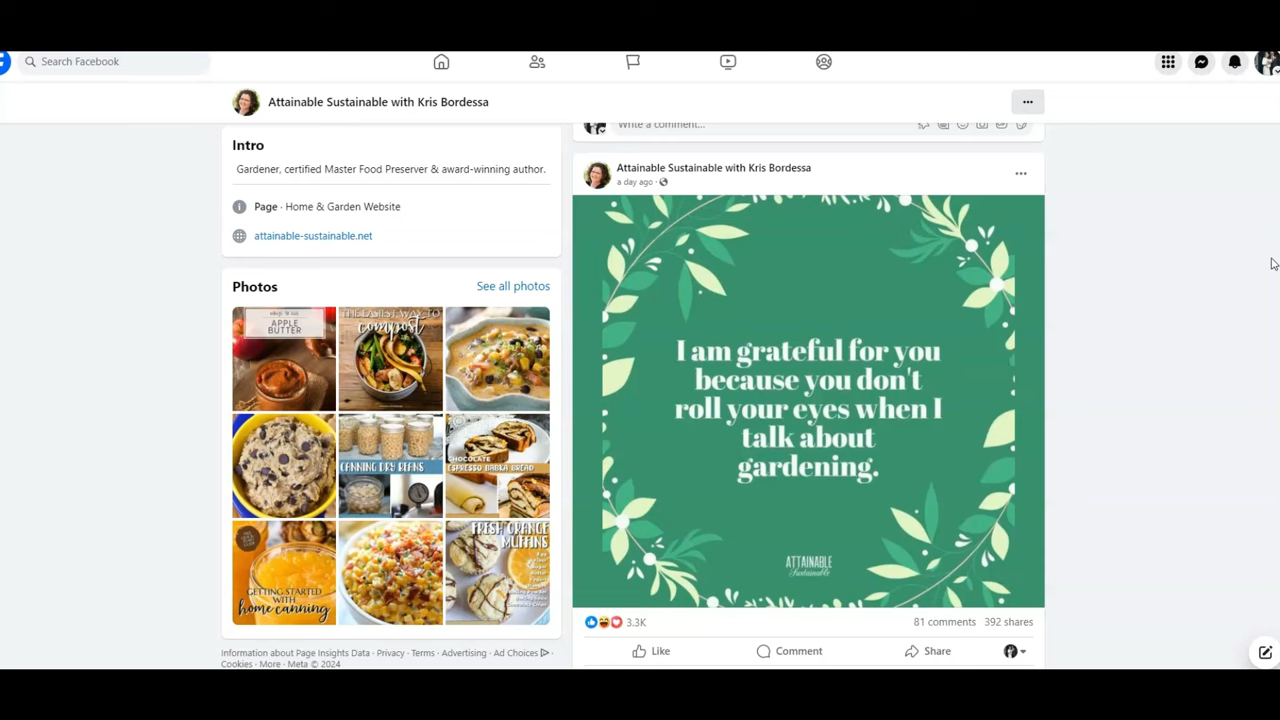 Search Facebook
Attainable Sustainable with Kris Bordessa
...
Intro
Gardener, certified Master Food Preserver & award-winning author.
Page · Home & Garden Website
attainable-sustainable.net
Photos
See all photos
APPLE
BUTTER
THE EASIEST WAY TO
compost
CANNING DRY BEANS
CHOCOLATE
ESPRESSO BABKA BREAD
GETTING STARTED
WITH
home canning
FRESH ORANGE
MUFFINS
Information about Page Insights Data · Privacy · Terms · Advertising · Ad Choices ·
Cookies · More · Meta © 2024
Write a comment...
Attainable Sustainable with Kris Bordessa
a day ago ·
...
I am grateful for you
because you don't
roll your eyes when I
talk about
gardening.
ATTAINABLE
Sustainable
3.3K
81 comments 392 shares
Like
Comment
Share